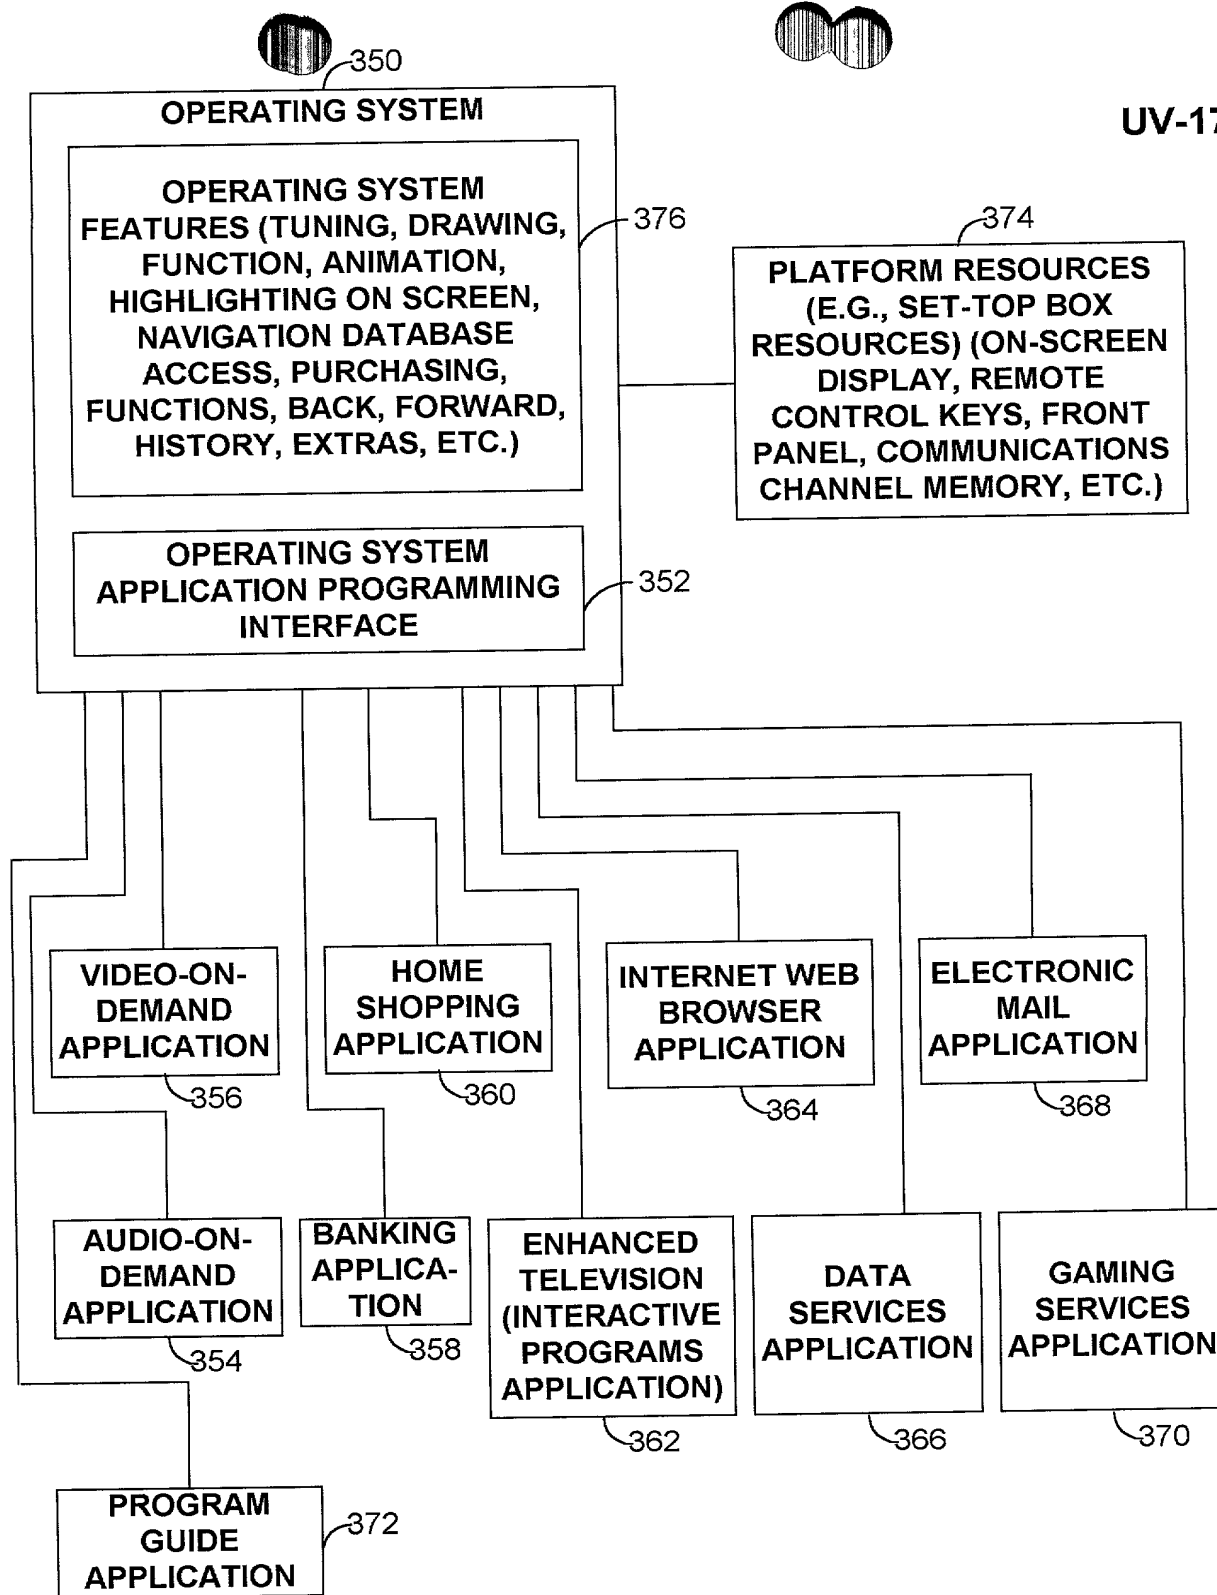 350
OPERATING SYSTEM
UV-17
OPERATING SYSTEM
FEATURES (TUNING, DRAWING,
FUNCTION, ANIMATION,
HIGHLIGHTING ON SCREEN,
NAVIGATION DATABASE
ACCESS, PURCHASING,
FUNCTIONS, BACK, FORWARD,
HISTORY, EXTRAS, ETC.)
376
374
PLATFORM RESOURCES
(E.G., SET-TOP BOX
RESOURCES) (ON-SCREEN
DISPLAY, REMOTE
CONTROL KEYS, FRONT
PANEL, COMMUNICATIONS
CHANNEL MEMORY, ETC.)
OPERATING SYSTEM
APPLICATION PROGRAMMING
INTERFACE
352
VIDEO-ON-
DEMAND
APPLICATION
356
HOME
SHOPPING
APPLICATION
360
INTERNET WEB
BROWSER
APPLICATION
364
ELECTRONIC
MAIL
APPLICATION
368
AUDIO-ON-
DEMAND
APPLICATION
354
BANKING
APPLICA-
TION
358
ENHANCED
TELEVISION
(INTERACTIVE
PROGRAMS
APPLICATION)
362
DATA
SERVICES
APPLICATION
366
GAMING
SERVICES
APPLICATION
370
PROGRAM
GUIDE
APPLICATION
372